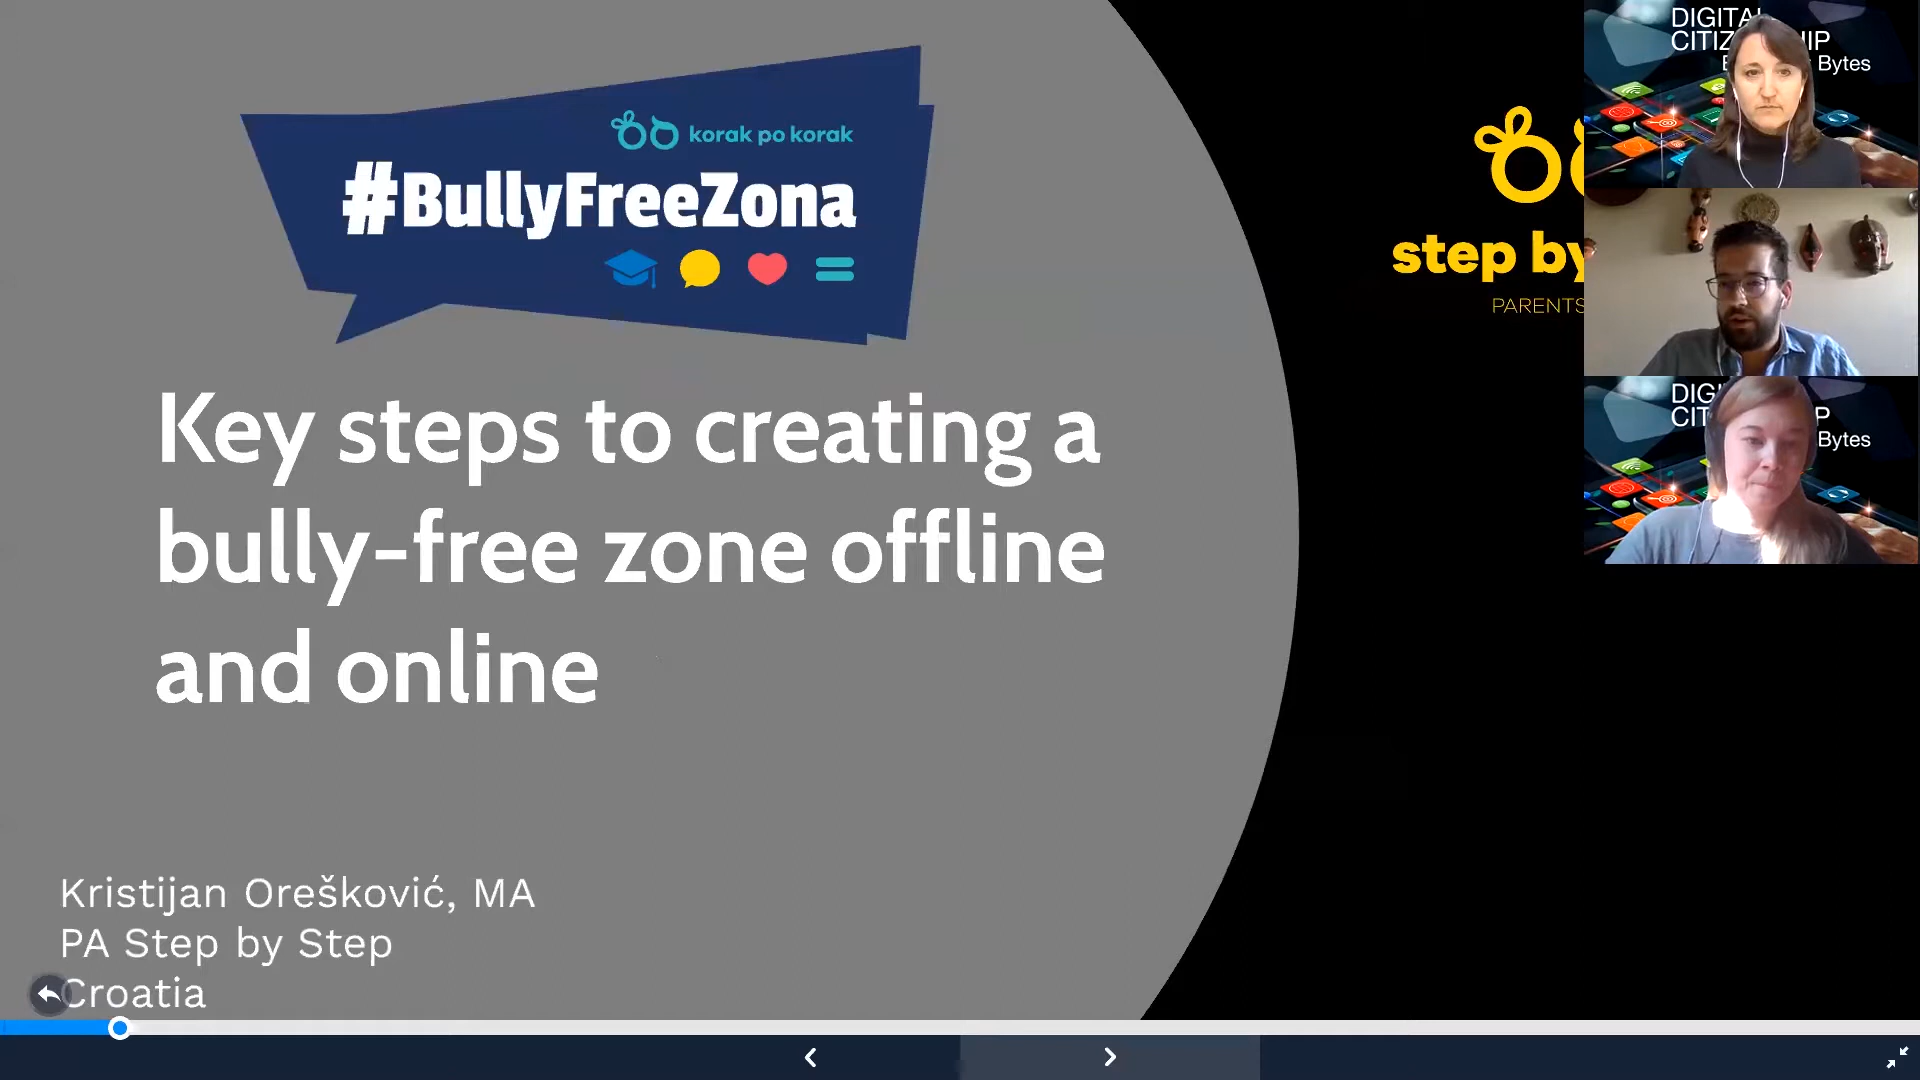 korak po korak
#BullyFreeZona
Key steps to creating a
bully-free zone offline
and online
Kristijan Orešković, MA
PA Step by Step
Croatia
step by
PARENTS
DIGITAL
Bytes
Bytes